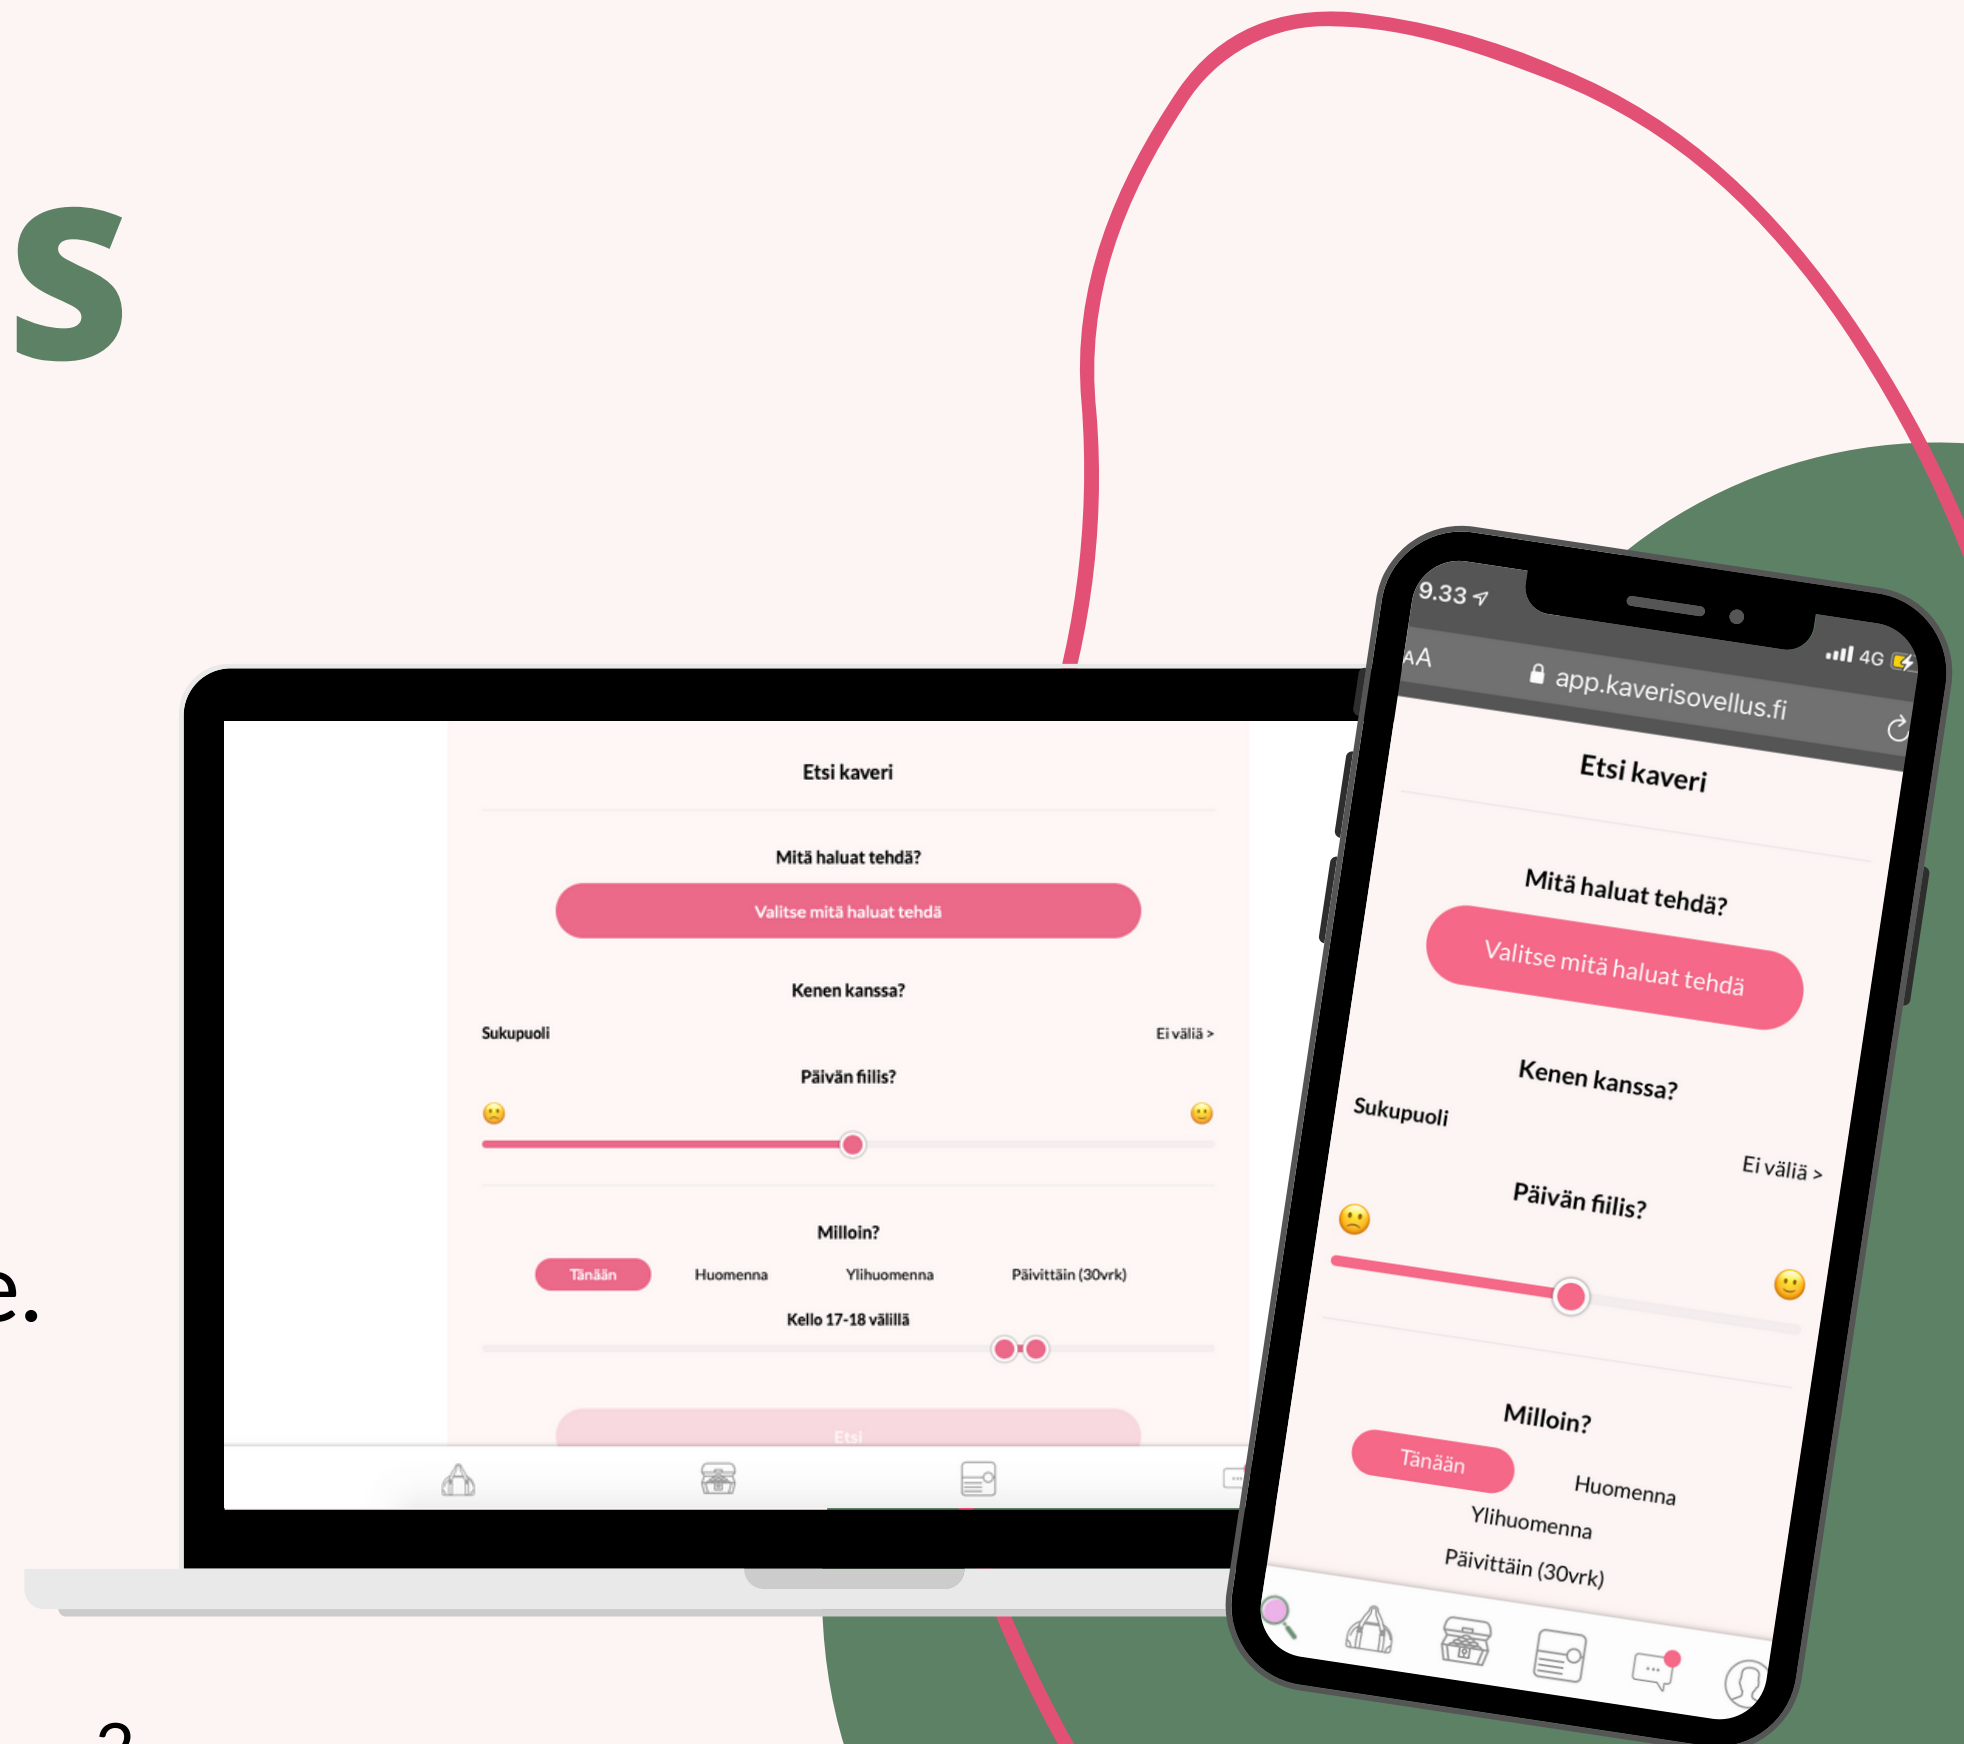 s
e.
?
Etsi kaveri
Mitä haluat tehdä?
Valitse mitä haluat tehdä
Kenen kanssa?
Sukupuoli
Ei väliä >
Päivän fiilis?
Milloin?
Tänään Huomenna Ylihuomenna Päivittäin (30vrk)
Kello 17-18 välillä
Etsi
9.33
4G
AA
app.kaverisovellus.fi
Etsi kaveri
Mitä haluat tehdä?
Valitse mitä haluat tehdä
Kenen kanssa?
Sukupuoli
Ei väliä >
Päivän fiilis?
Milloin?
Tänään Huomenna
Ylihuomenna
Päivittäin (30vrk)